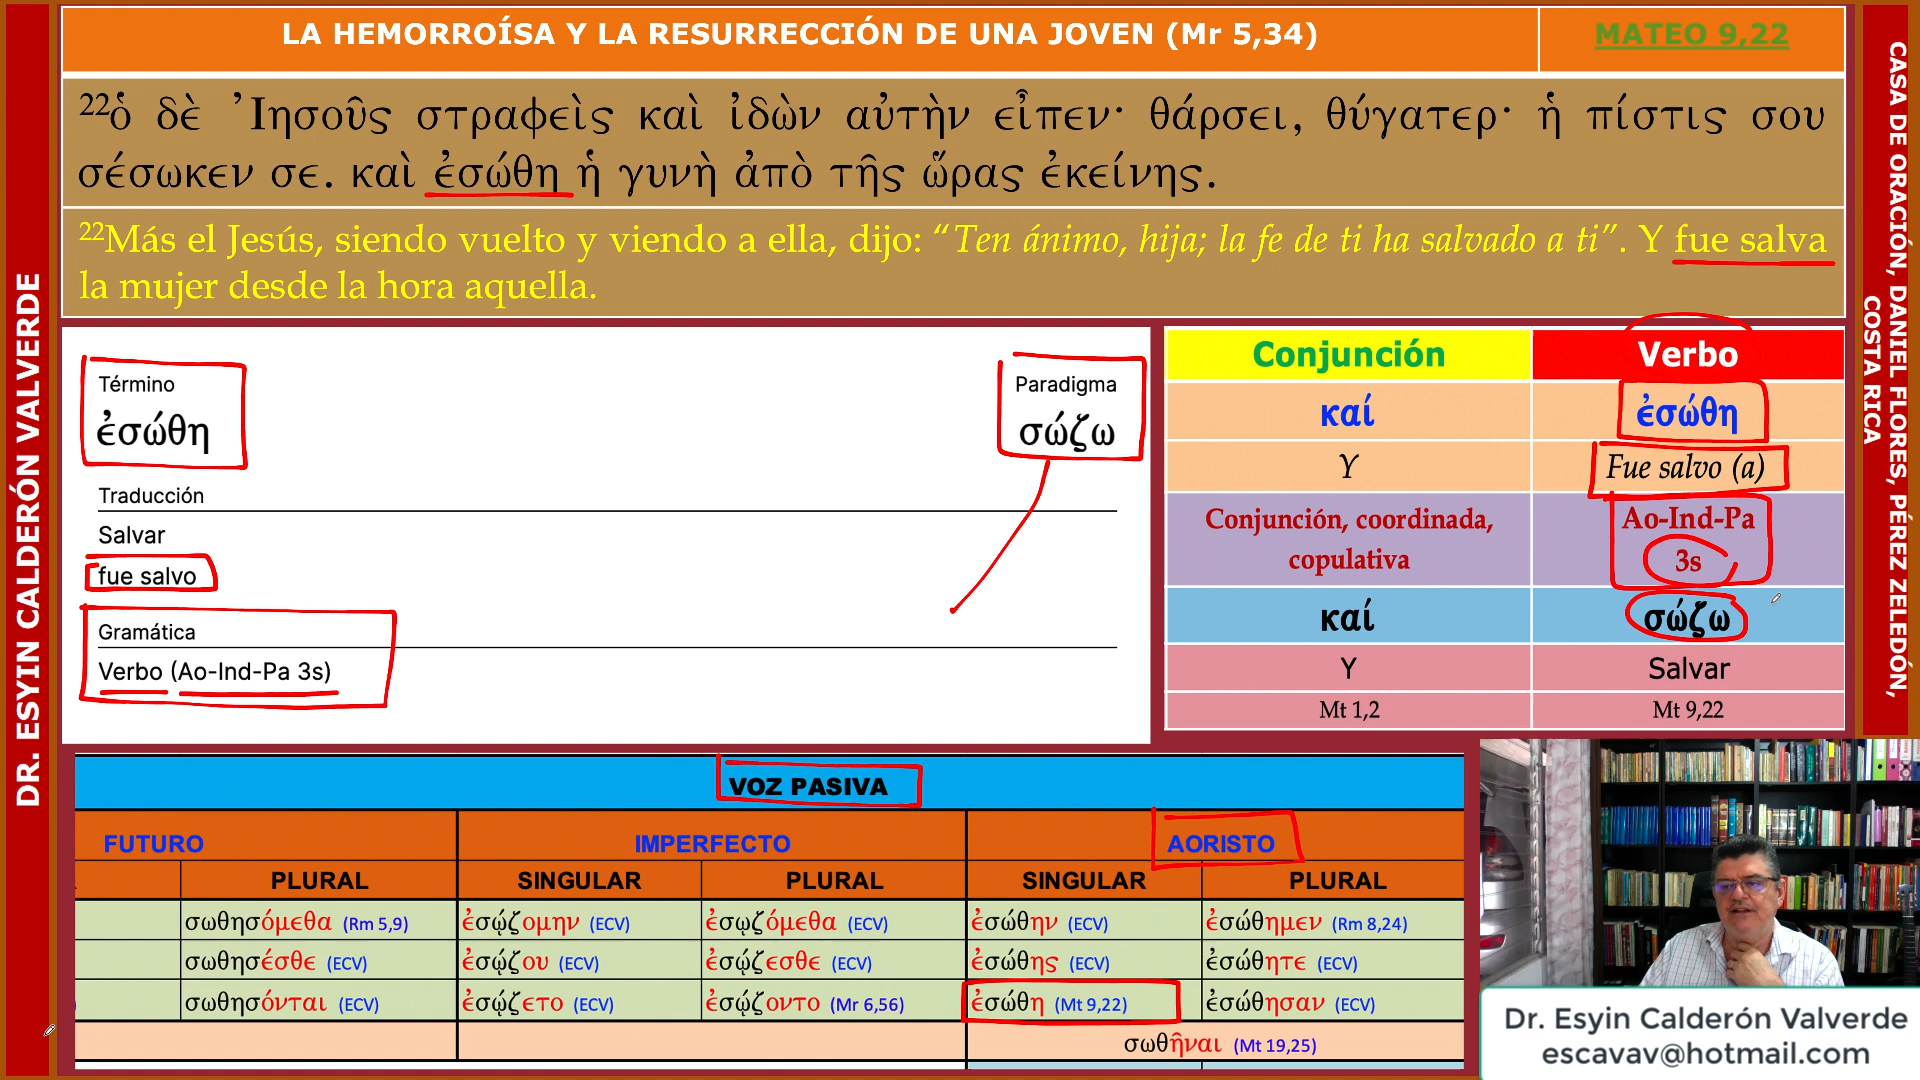 LA HEMORROÍSA Y LA RESURRECCIÓN DE UNA JOVEN (Mr 5,34)
MATEO 9,22
22ὁ δὲ Ἰησοῦς στραφεὶς καὶ ἰδὼν αὐτὴν εἶπεν· θάρσει, θύγατερ· ἡ πίστις σου
σέσωκεν σε. καὶ ἐσώθη ἡ γυνὴ ἀπὸ τῆς ὥρας ἐκείνης.
22Más el Jesús, siendo vuelto y viendo a ella, dijo: “Ten ánimo, hija; la fe de ti ha salvado a ti”. Y fue salva
la mujer desde la hora aquella.
DR. ESYIN CALDERÓN VALVERDE
CASA DE ORACIÓN, DANIEL FLORES, PÉREZ ZELEDÓN,
COSTA RICA
Término
ἐσώθη
Paradigma
σώζω
Traducción
Salvar
fue salvo
Gramática
Verbo (Ao-Ind-Pa 3s)
Conjunción Verbo
καί ἐσώθη
Y Fue salvo (a)
Conjunción, coordinada,
copulativa
Ao-Ind-Pa
3s
καί σώζω
Y Salvar
Mt 1,2 Mt 9,22
VOZ PASIVA
FUTURO IMPERFECTO AORISTO
PLURAL SINGULAR PLURAL SINGULAR PLURAL
σωθησόμεθα (Rm 5,9) ἐσῴζομην (ECV) ἐσῳζόμεθα (ECV) ἐσώθην (ECV) ἐσώθημεν (Rm 8,24)
σωθησέσθε (ECV) ἐσῴζου (ECV) ἐσῴζεσθε (ECV) ἐσώθης (ECV) ἐσώθητε (ECV)
) σωθησόνται (ECV) ἐσῴζετο (ECV) ἐσῴζοντο (Mr 6,56) ἐσώθη (Mt 9,22) ἐσώθησαν (ECV)
σωθῆναι (Mt 19,25)
Dr. Esyin Calderón Valverde
escavav@hotmail.com